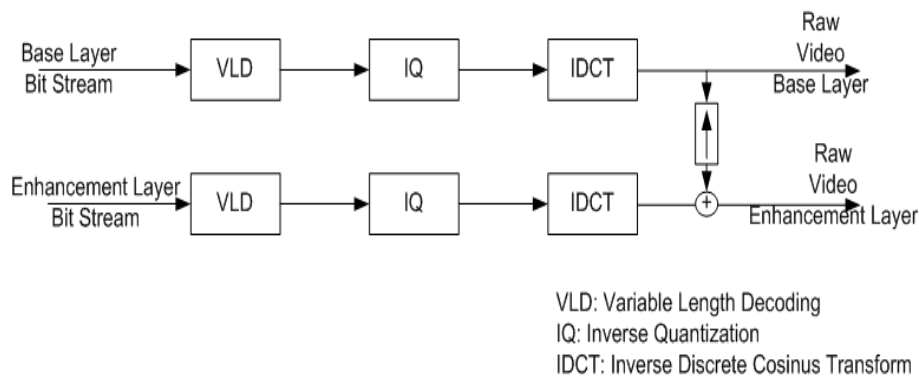 Base Layer
Bit Stream
VLD
IQ
IDCT
Raw
Video
Base Layer
Enhancement Layer
Bit Stream
VLD
IQ
IDCT
+
Raw
Video
Enhancement Layer
VLD: Variable Length Decoding
IQ: Inverse Quantization
IDCT: Inverse Discrete Cosinus Transform